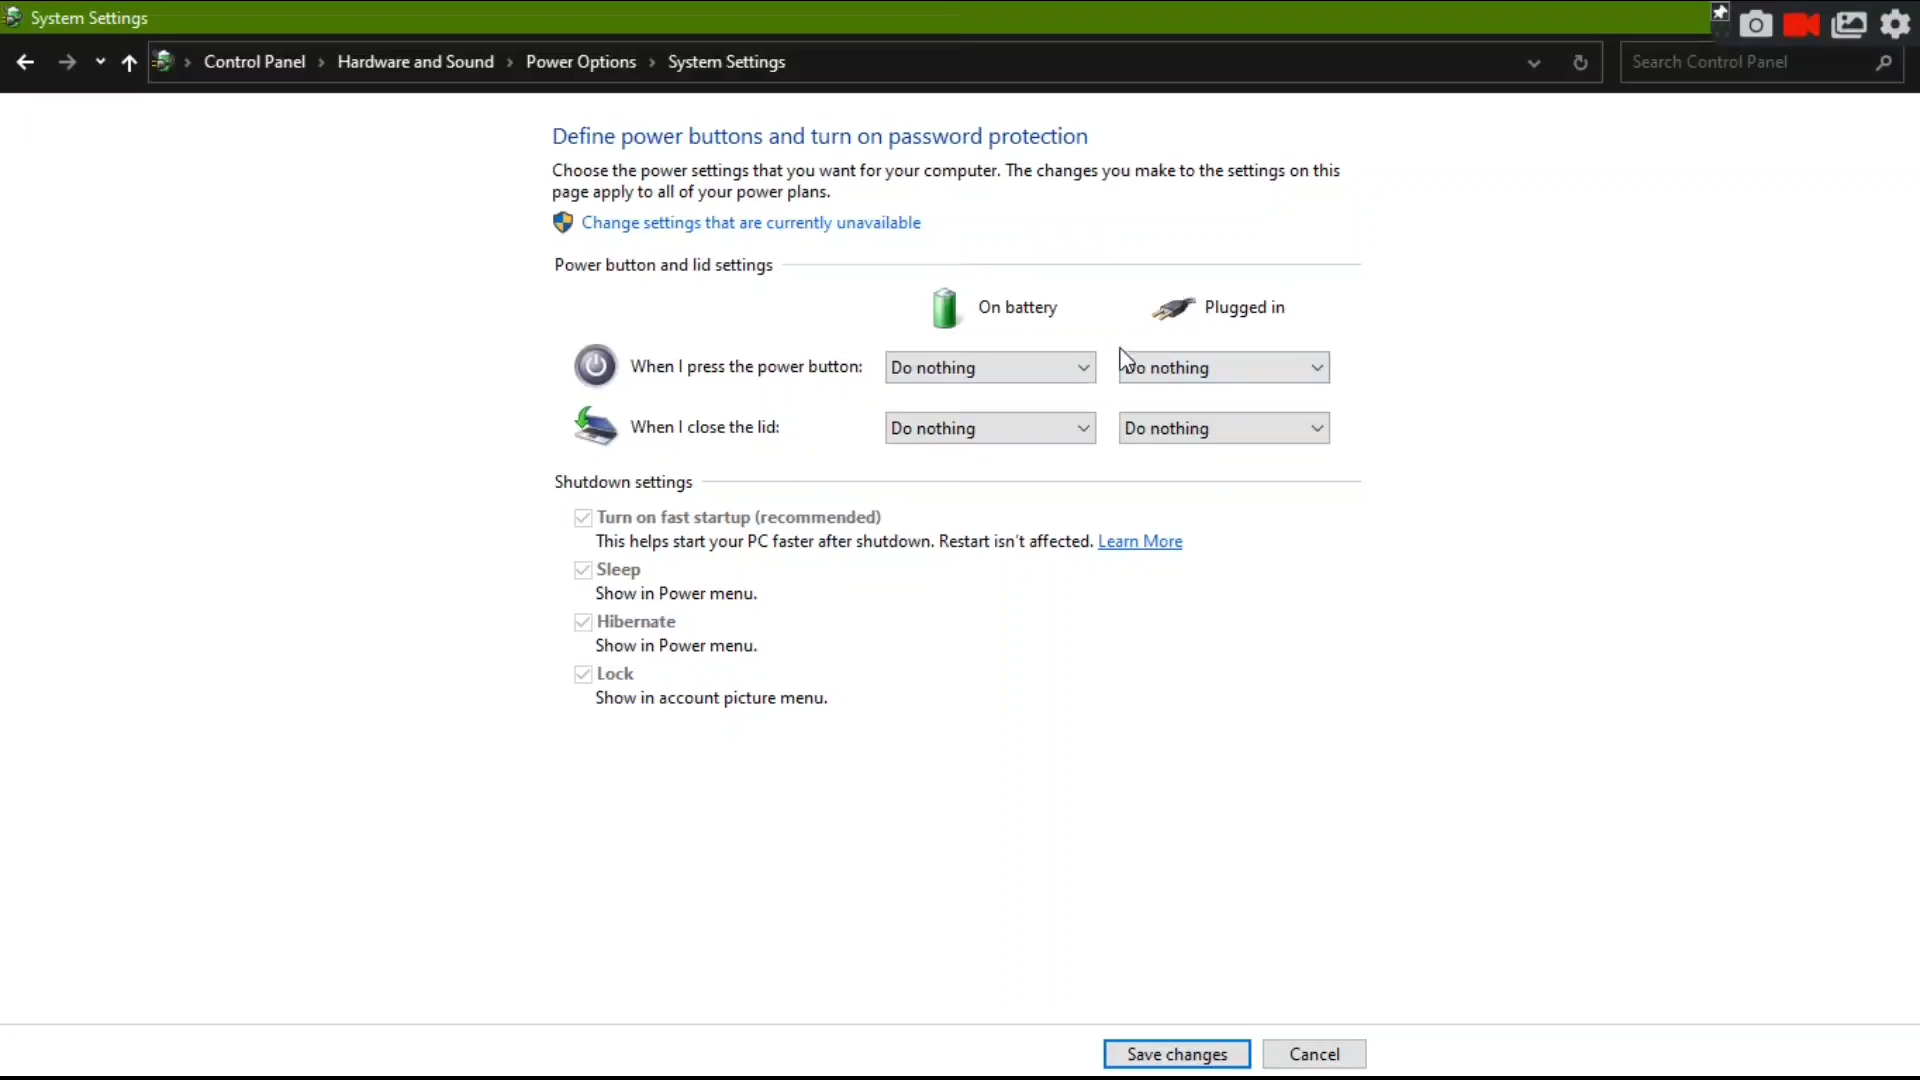 System Settings
Control Panel > Hardware and Sound > Power Options > System Settings
Search Control Panel
Define power buttons and turn on password protection
Choose the power settings that you want for your computer. The changes you make to the settings on this
page apply to all of your power plans.
Change settings that are currently unavailable
Power button and lid settings
On battery Plugged in
When I press the power button: Do nothing Do nothing
When I close the lid: Do nothing Do nothing
Shutdown settings
Turn on fast startup (recommended)
This helps start your PC faster after shutdown. Restart isn't affected. Learn More
Sleep
Show in Power menu.
Hibernate
Show in Power menu.
Lock
Show in account picture menu.
Save changes Cancel